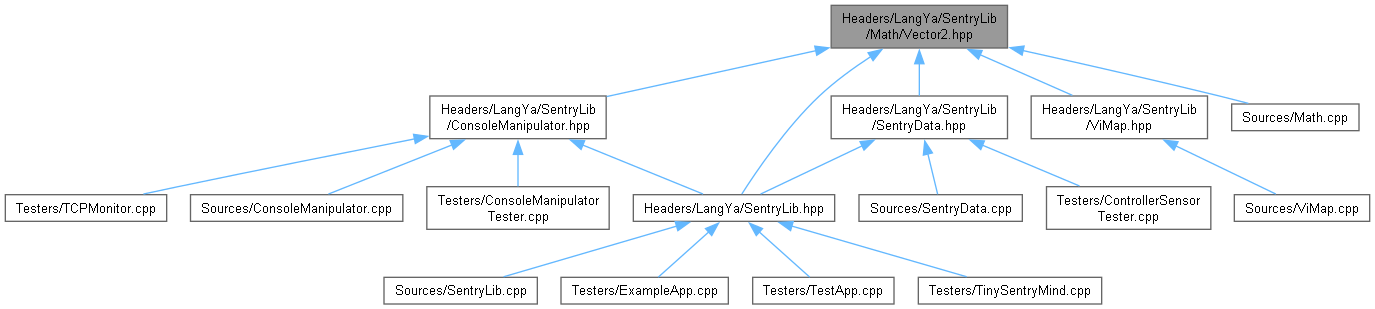 Headers/LangYa/SentryLib
/Math/Vector2.hpp
Headers/LangYa/SentryLib
/ConsoleManipulator.hpp
Headers/LangYa/SentryLib
/SentryData.hpp
Headers/LangYa/SentryLib
/ViMap.hpp
Sources/Math.cpp
Testers/TCPMonitor.cpp
Sources/ConsoleManipulator.cpp
Testers/ConsoleManipulator
Tester.cpp
Headers/LangYa/SentryLib.hpp
Sources/SentryData.cpp
Testers/ControllerSensor
Tester.cpp
Sources/ViMap.cpp
Sources/SentryLib.cpp
Testers/ExampleApp.cpp
Testers/TestApp.cpp
Testers/TinySentryMind.cpp